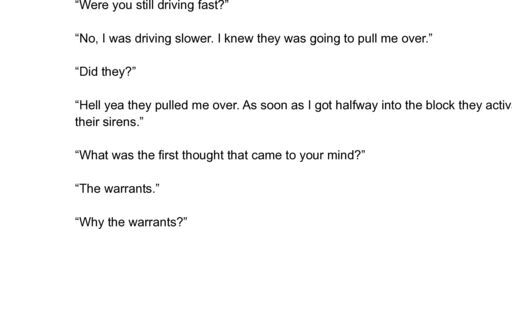 “Were you still driving fast?”
“No, I was driving slower. I knew they was going to pull me over.”
“Did they?”
“Hell yea they pulled me over. As soon as I got halfway into the block they activ
their sirens.”
“What was the first thought that came to your mind?”
“The warrants.”
“Why the warrants?”